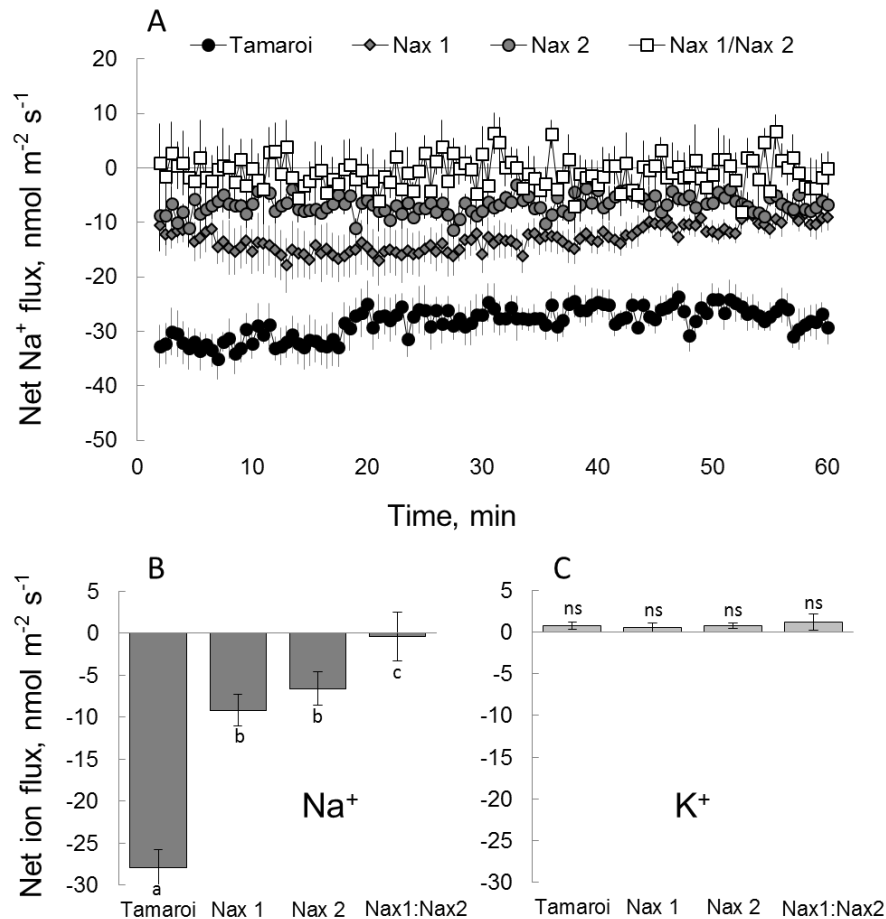 A
Tamaroi Nax 1 Nax 2 Nax 1/Nax 2
Net Na⁺ flux, nmol m⁻² s⁻¹
20
10
0
-10
-20
-30
-40
-50
0 10 20 30 40 50 60
Time, min
B
Net ion flux, nmol m⁻² s⁻¹
5
0
-5
-10
-15
-20
-25
-30
a
b
b
c
Na⁺
Tamaroi Nax 1 Nax 2 Nax1:Nax2
C
5
0
-5
-10
-15
-20
-25
-30
ns ns ns ns
K⁺
Tamaroi Nax 1 Nax 2 Nax1:Nax2